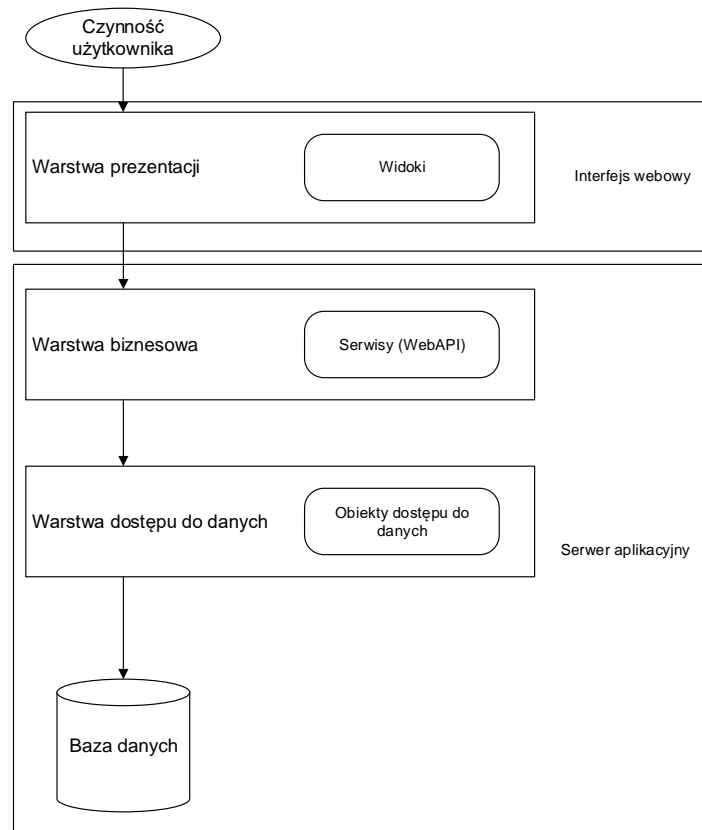 Czynność
użytkownika
Warstwa prezentacji
Widoki
Interfejs webowy
Warstwa biznesowa
Serwisy (WebAPI)
Warstwa dostępu do danych
Obiekty dostępu do
danych
Serwer aplikacyjny
Baza danych